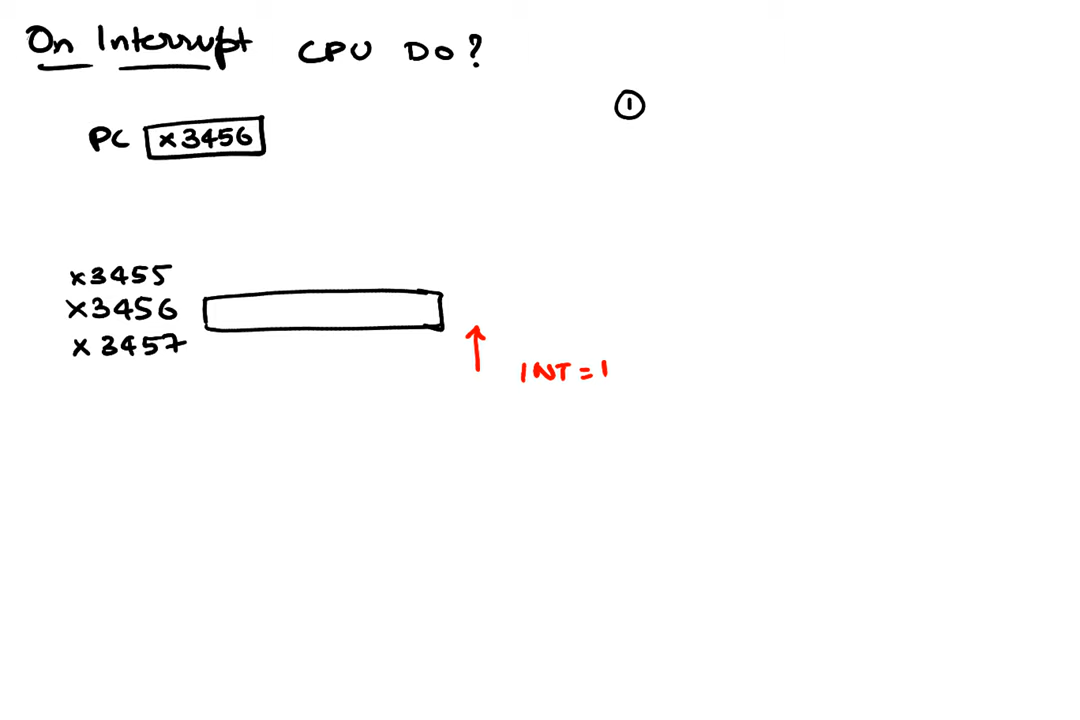 On Interrupt CPU DO?
①
PC x3456
x3455
x3456
x3457
INT = 1